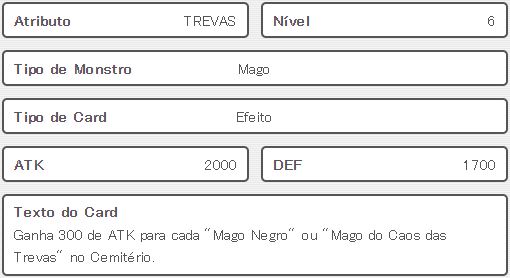 Atributo TREVAS Nível 6
Tipo de Monstro Mago
Tipo de Card Efeito
ATK 2000 DEF 1700
Texto do Card
Ganha 300 de ATK para cada "Mago Negro" ou "Mago do Caos das
Trevas" no Cemitério.